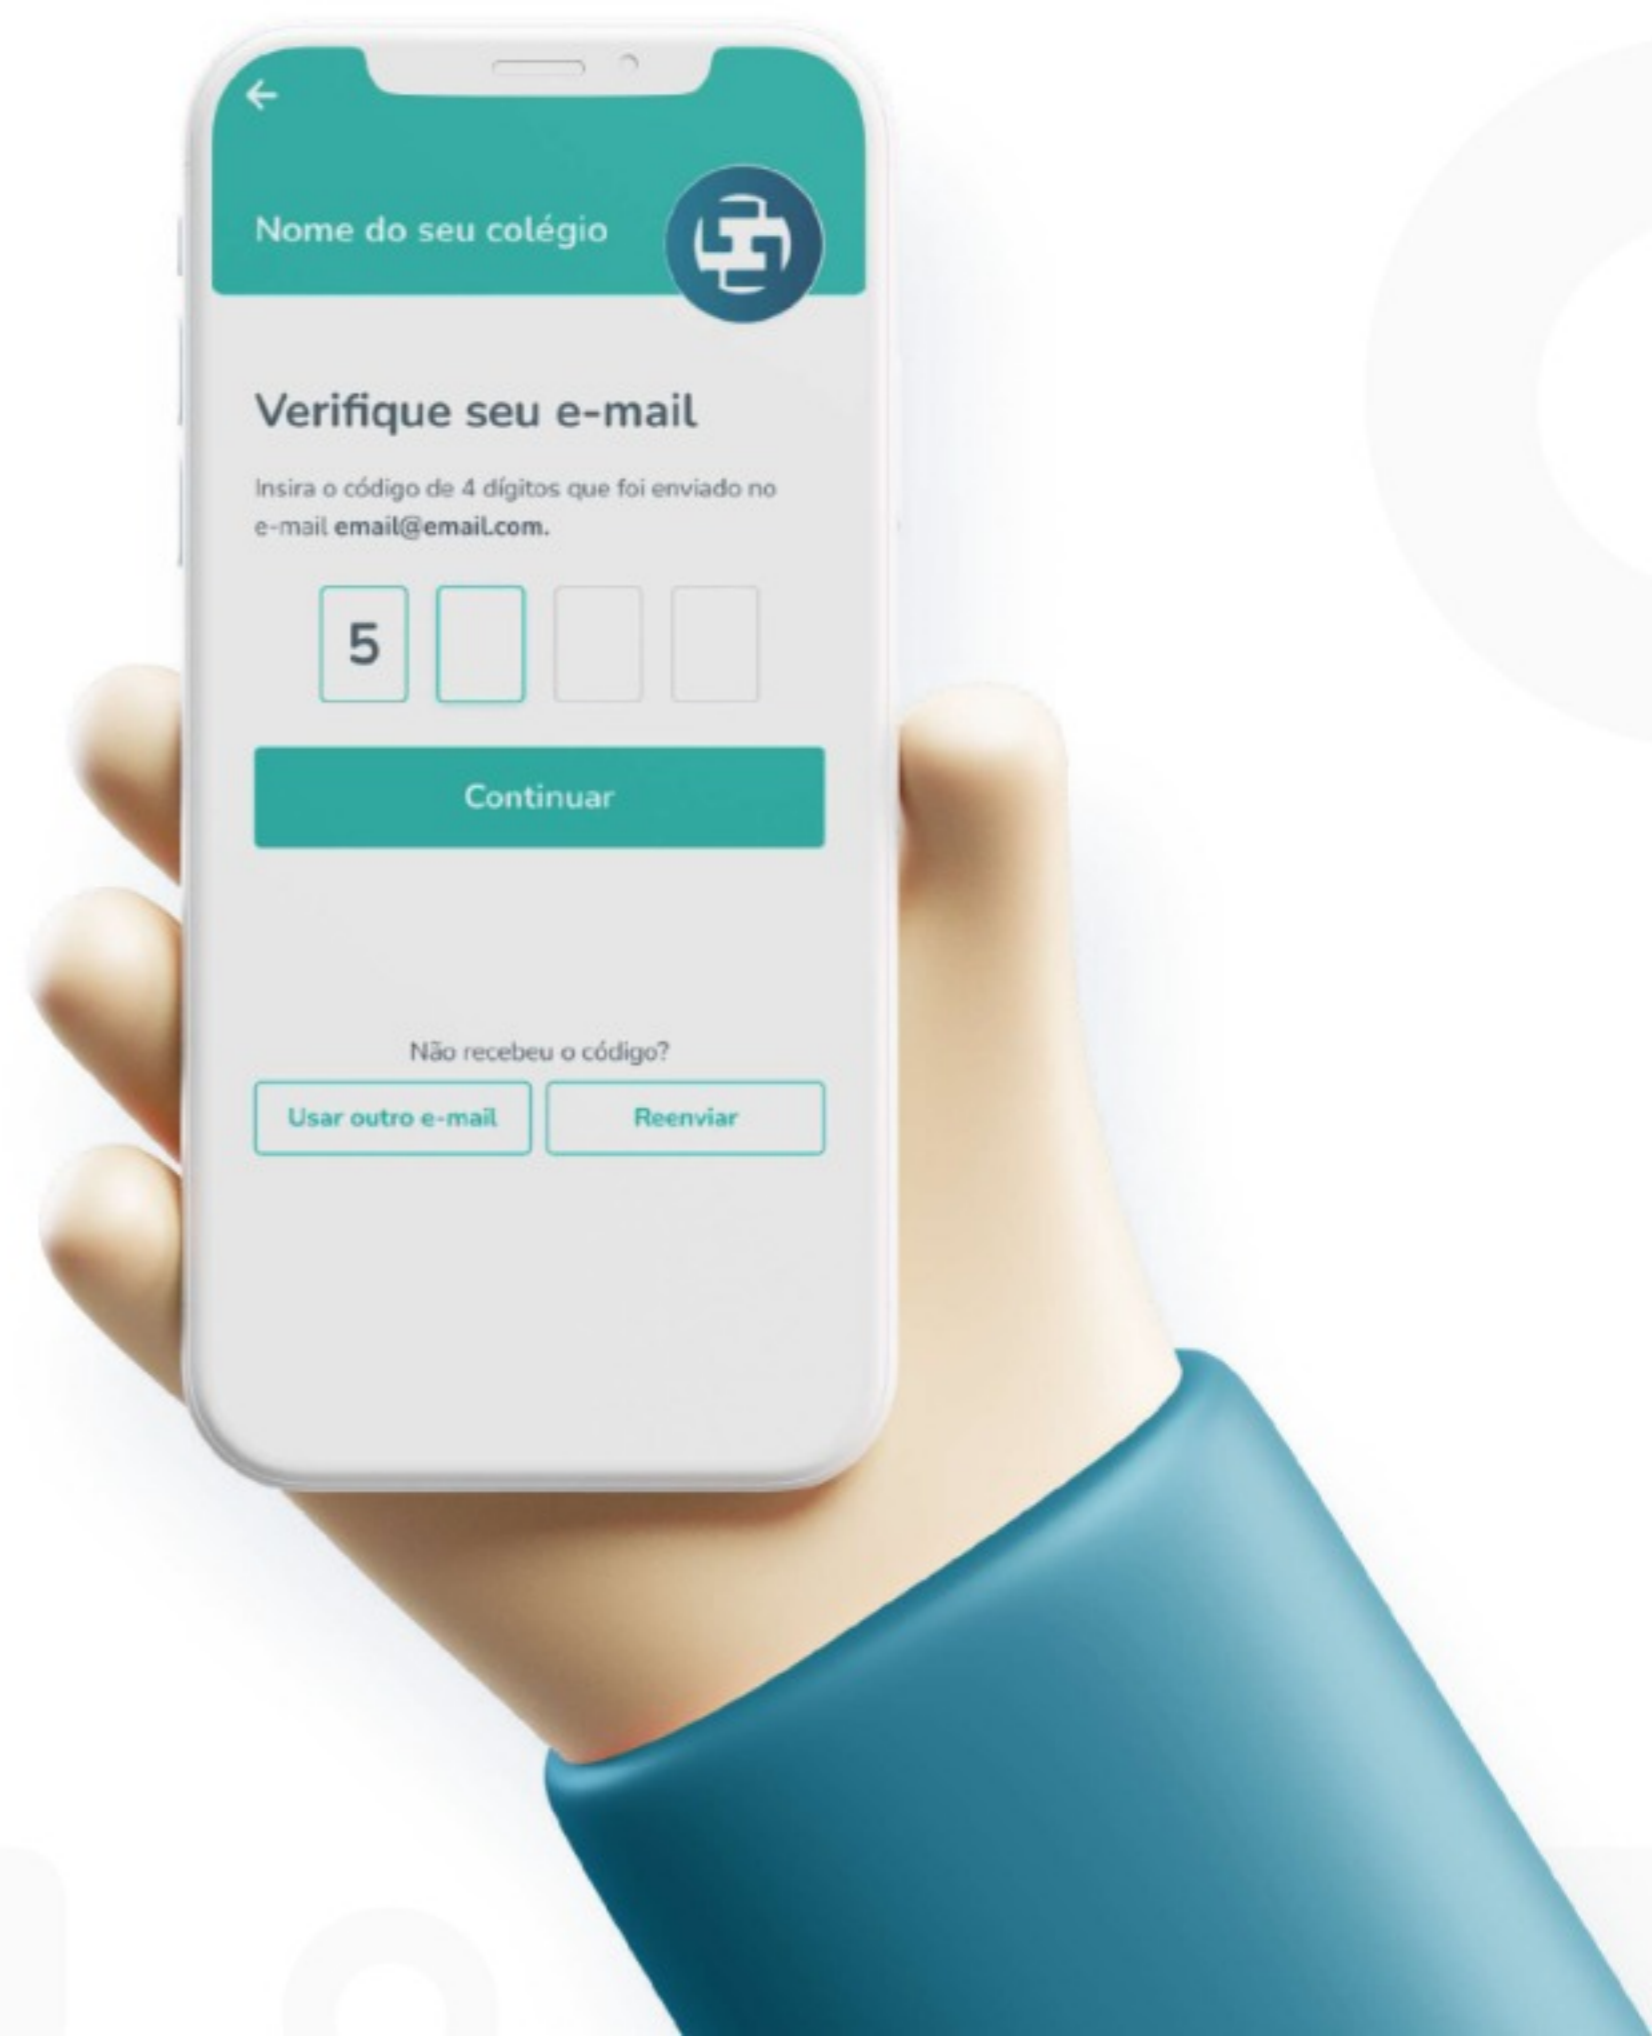 Nome do seu colégio
Verifique seu e-mail
Insira o código de 4 dígitos que foi enviado no
e-mail email@email.com.
5
Continuar
Não recebeu o código?
Usar outro e-mail
Reenviar